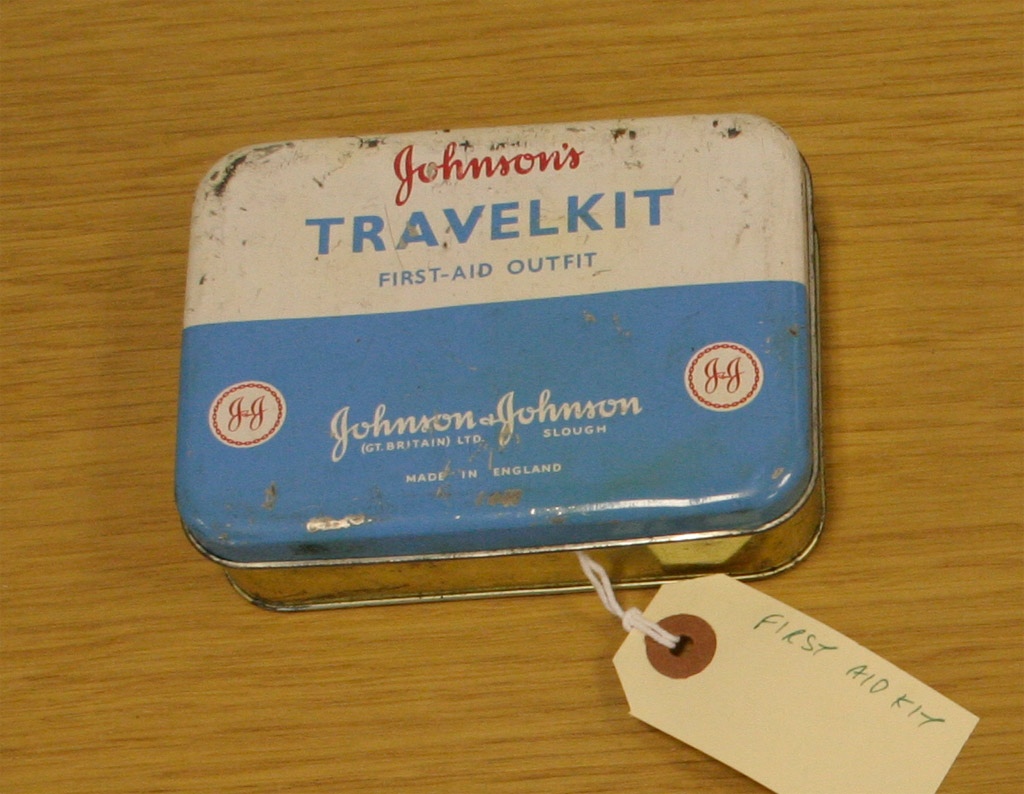 Johnson's
TRAVELKIT
FIRST-AID OUTFIT
J&J
J&J
Johnson & Johnson
(GT. BRITAIN) LTD. SLOUGH
MADE IN ENGLAND
FIRST AID KIT